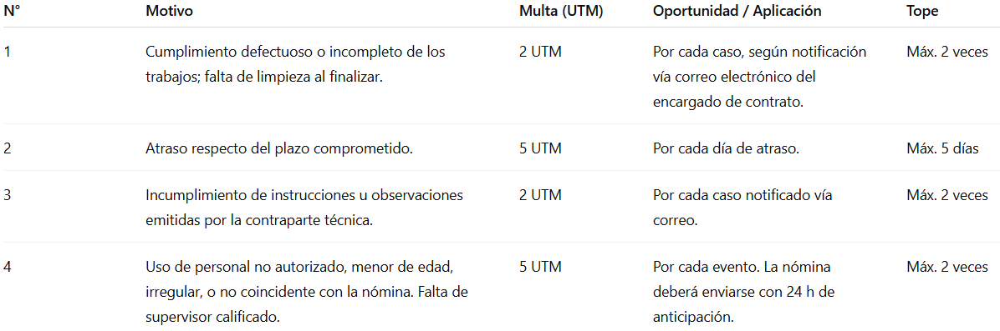 N° Motivo Multa (UTM) Oportunidad / Aplicación Tope
1 Cumplimiento defectuoso o incompleto de los 2 UTM Por cada caso, según notificación Máx. 2 veces
trabajos; falta de limpieza al finalizar. vía correo electrónico del
encargado de contrato.
2 Atraso respecto del plazo comprometido. 5 UTM Por cada día de atraso. Máx. 5 días
3 Incumplimiento de instrucciones u observaciones 2 UTM Por cada caso notificado vía Máx. 2 veces
emitidas por la contraparte técnica. correo.
4 Uso de personal no autorizado, menor de edad, 5 UTM Por cada evento. La nómina Máx. 2 veces
irregular, o no coincidente con la nómina. Falta de deberá enviarse con 24 h de
supervisor calificado. anticipación.